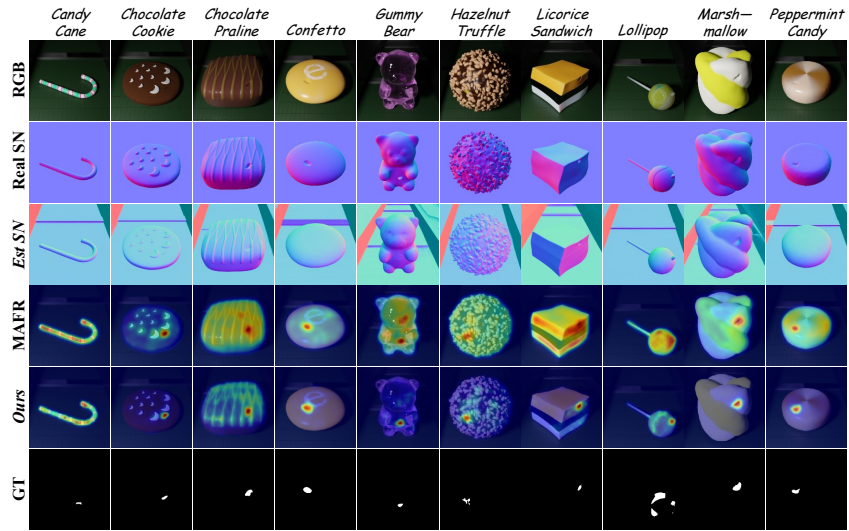 Candy Cane
Chocolate Cookie
Chocolate Praline
Confetto
Gummy Bear
Hazelnut Truffle
Licorice Sandwich
Lollipop
Marsh-mallow
Peppermint Candy
RGB
Real SN
Est SN
MAFR
Ours
GT